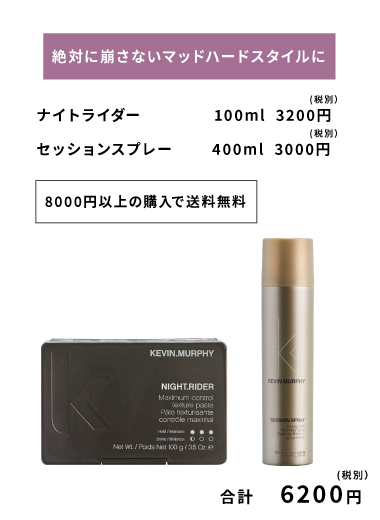 絶対に崩さないマッドハードスタイルに
(税別)
ナイトライダー 100ml 3200円
(税別)
セッションスプレー 400ml 3000円
8000円以上の購入で送料無料
KEVIN.MURPHY
NIGHT.RIDER
Maximum control
texture paste
Pâte texturisante
contrôle maximal
Hold / Maintien
Shine / Brillance
Net Wt. / Poids Net 100 g / 3.5 Oz. e
KEVIN.MURPHY
SESSION.SPRAY
(税別)
合計 6200円